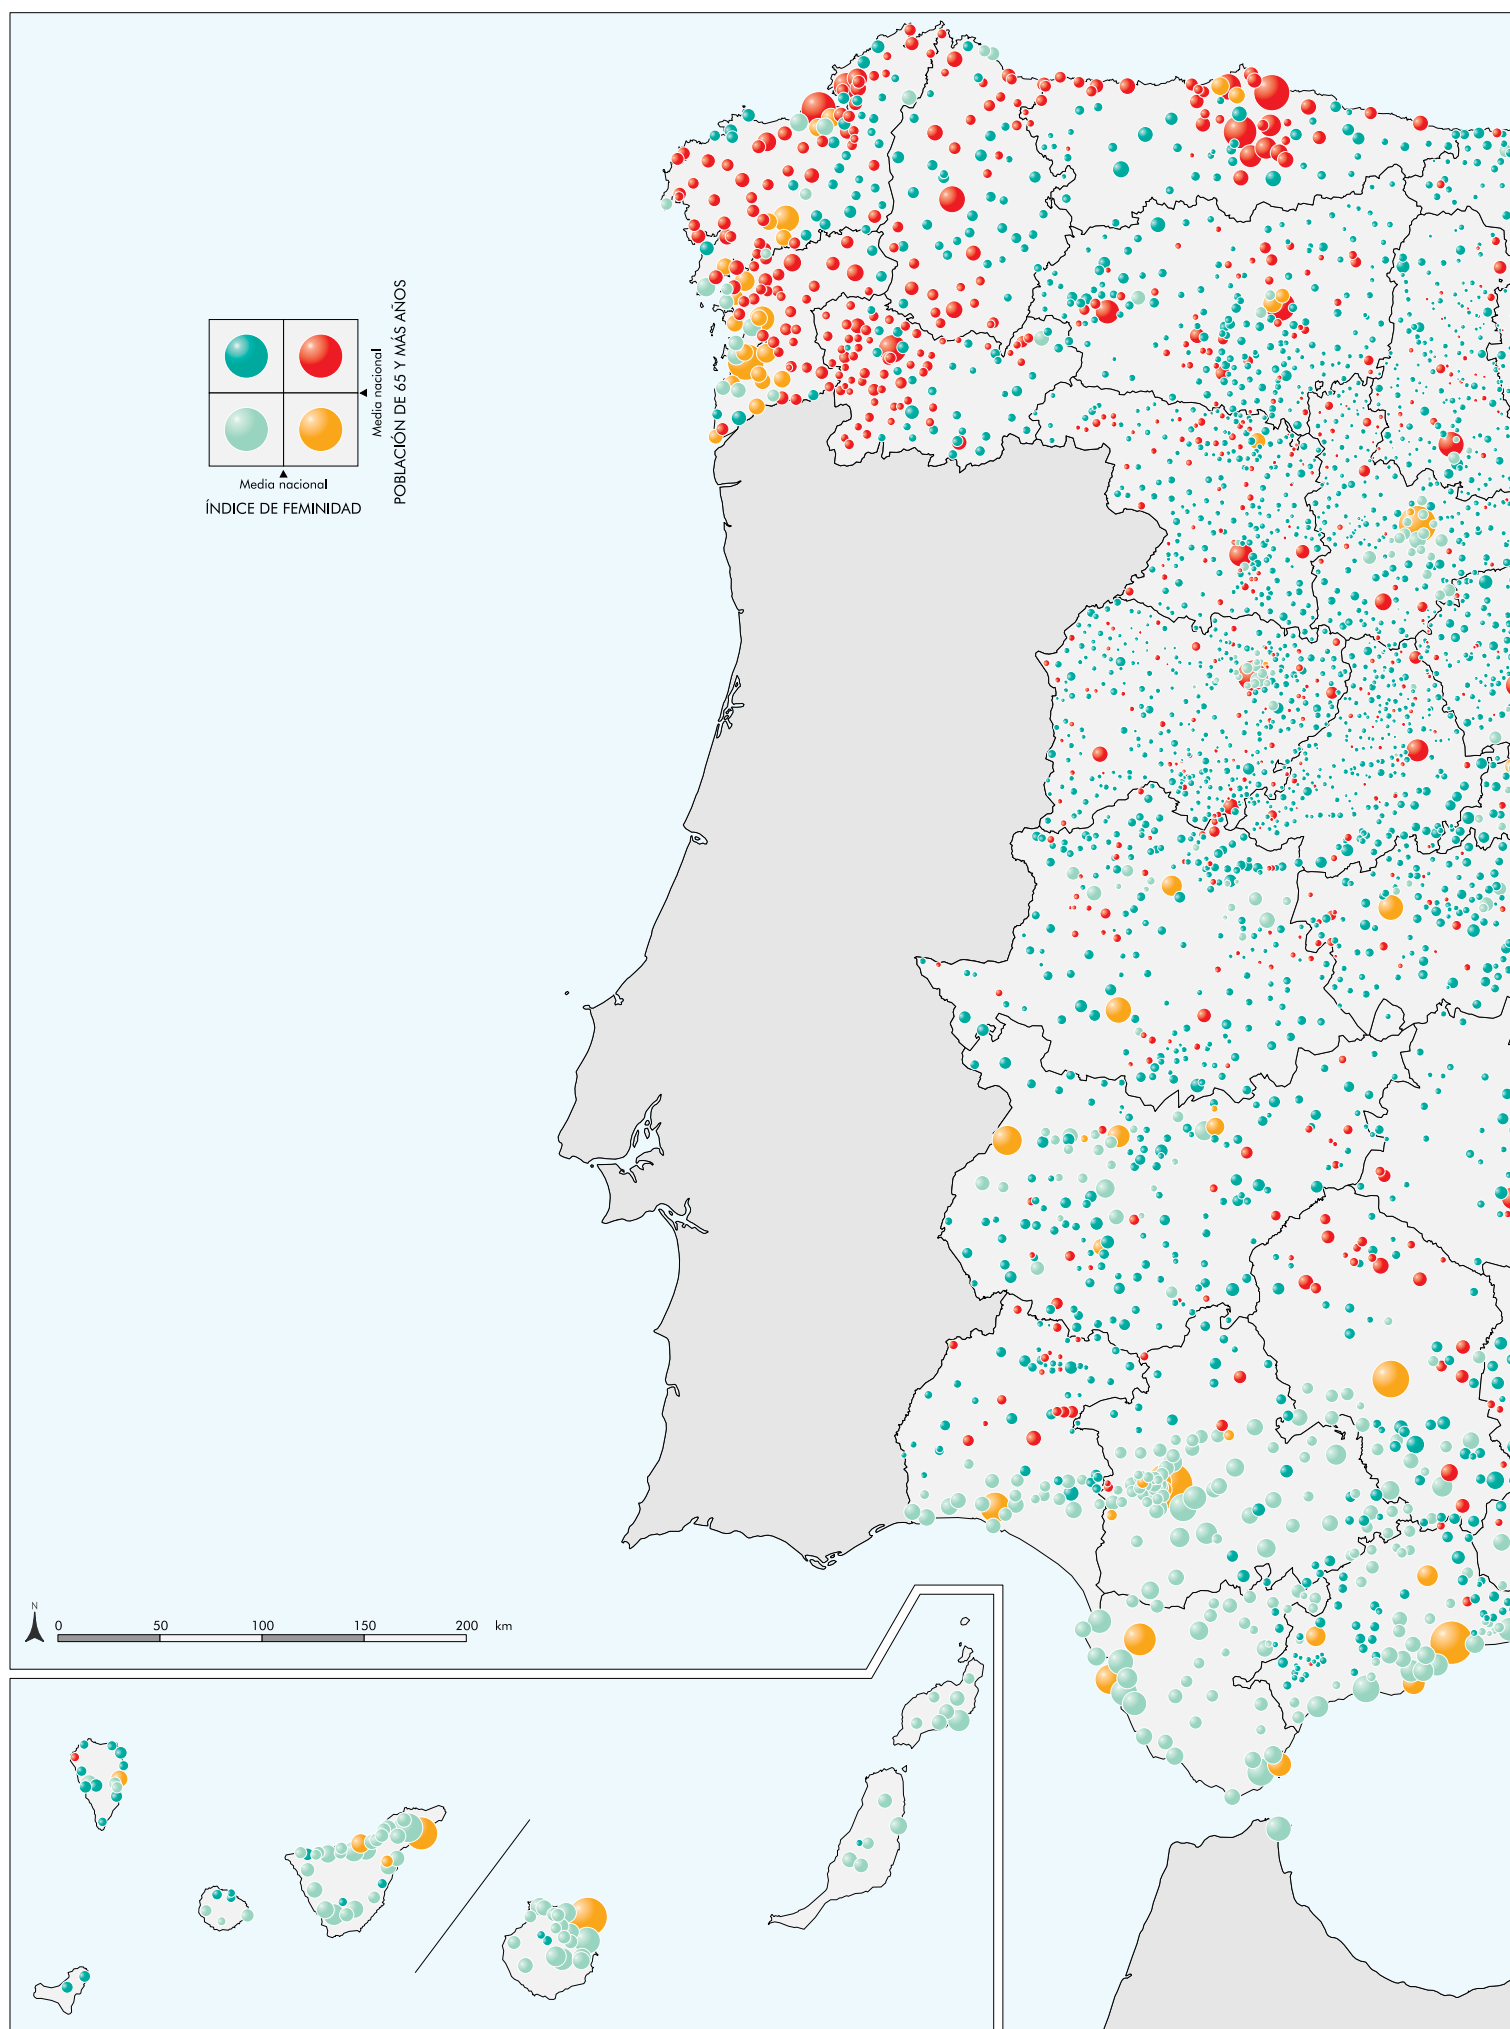 Media nacional
POBLACIÓN DE 65 Y MÁS AÑOS
Media nacional
ÍNDICE DE FEMINIDAD
N
0 50 100 150 200 km